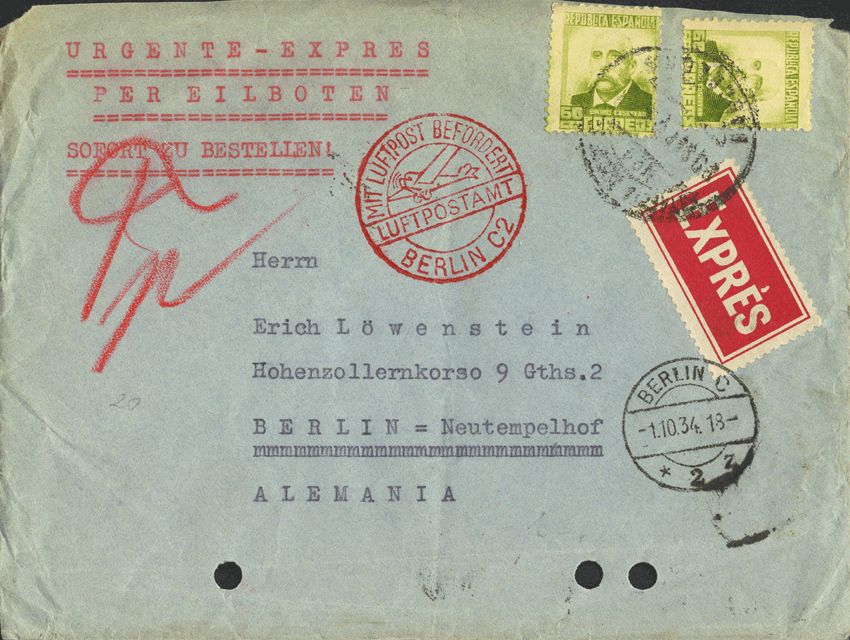 URGENTE-EXPRES
PER EILBOTEN
SOFORT ZU BESTELLEN!
REPUBLICA ESPAÑOLA
REPUBLICA ESPAÑOLA
MIT LUFTPOST BEFÖRDERT
LUFTPOSTAMT
BERLIN C2
EXPRÉS
Herrn
Erich Löwenstein
Hohenzollernkorso 9 Gths.2
BERLIN = Neutempelhof
mmmmmmmmmmmmmmmmmmmmmmmmmm
ALEMANIA
BERLIN C
-1.10.34.18-
* 2 z
20